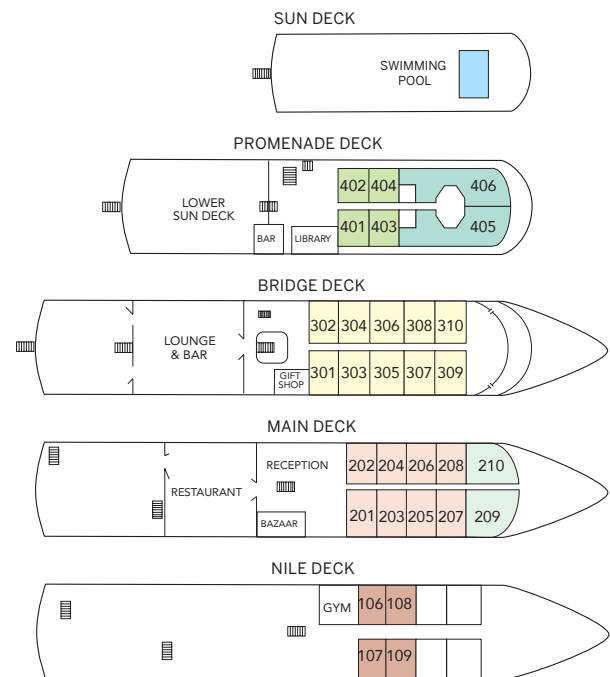 SUN DECK
SWIMMING
POOL
PROMENADE DECK
402 404 406
LOWER
SUN DECK
BAR LIBRARY 401 403 405
BRIDGE DECK
302 304 306 308 310
LOUNGE
& BAR
GIFT
SHOP
301 303 305 307 309
MAIN DECK
RECEPTION 202 204 206 208 210
RESTAURANT
BAZAAR 201 203 205 207 209
NILE DECK
GYM 106 108
107 109